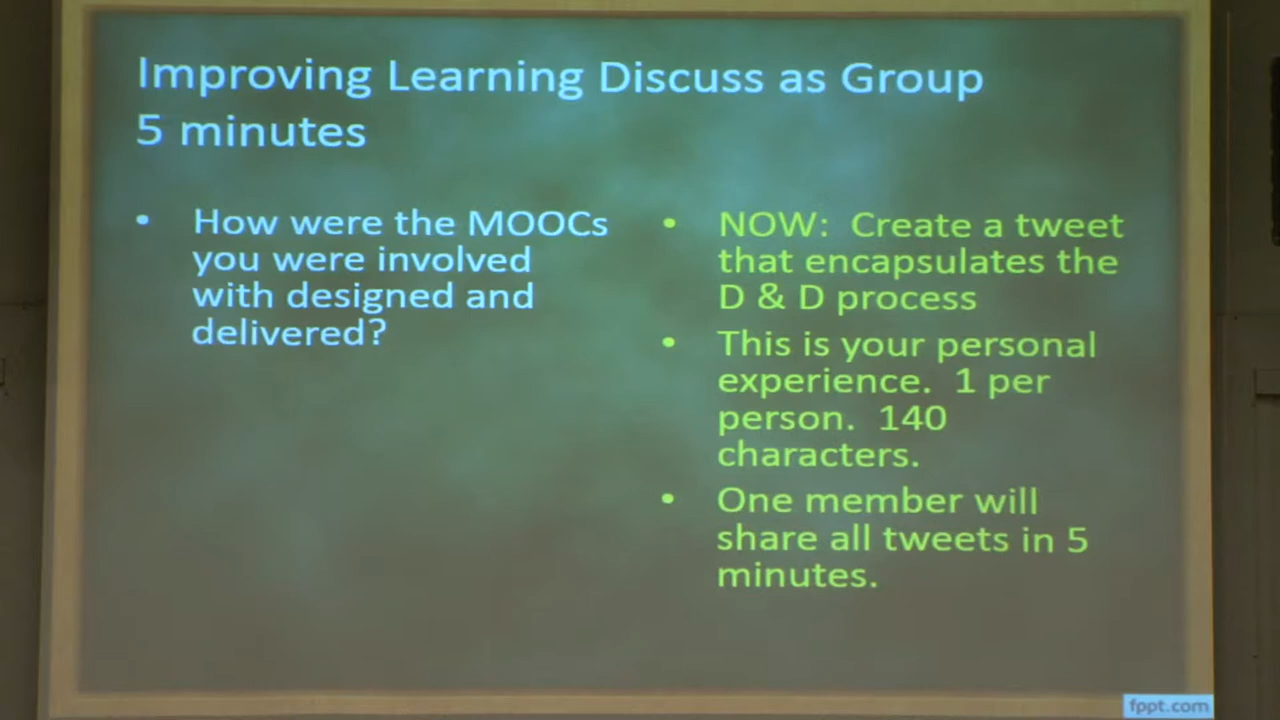 Improving Learning Discuss as Group
5 minutes
• How were the MOOCs
you were involved
with designed and
delivered?
• NOW:  Create a tweet
that encapsulates the
D & D process
• This is your personal
experience.  1 per
person.  140
characters.
• One member will
share all tweets in 5
minutes.
fppt.com